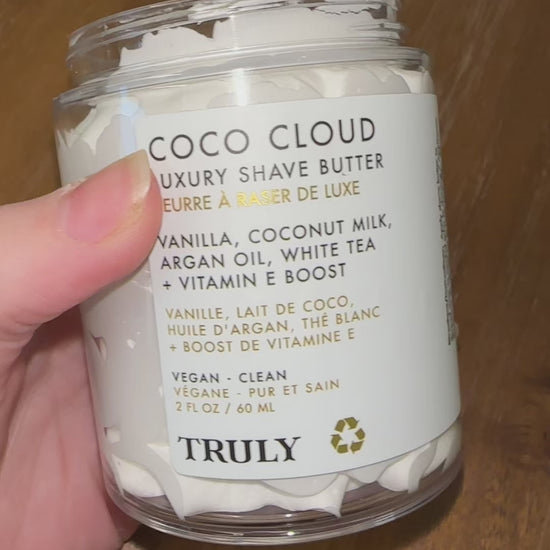 COCO CLOUD
UXURY SHAVE BUTTER
EURRE À RASER DE LUXE
VANILLA, COCONUT MILK,
ARGAN OIL, WHITE TEA
+ VITAMIN E BOOST
VANILLE, LAIT DE COCO,
HUILE D'ARGAN, THÉ BLANC
+ BOOST DE VITAMINE E
VEGAN - CLEAN
VÉGANE - PUR ET SAIN
2 FL OZ / 60 ML
TRULY